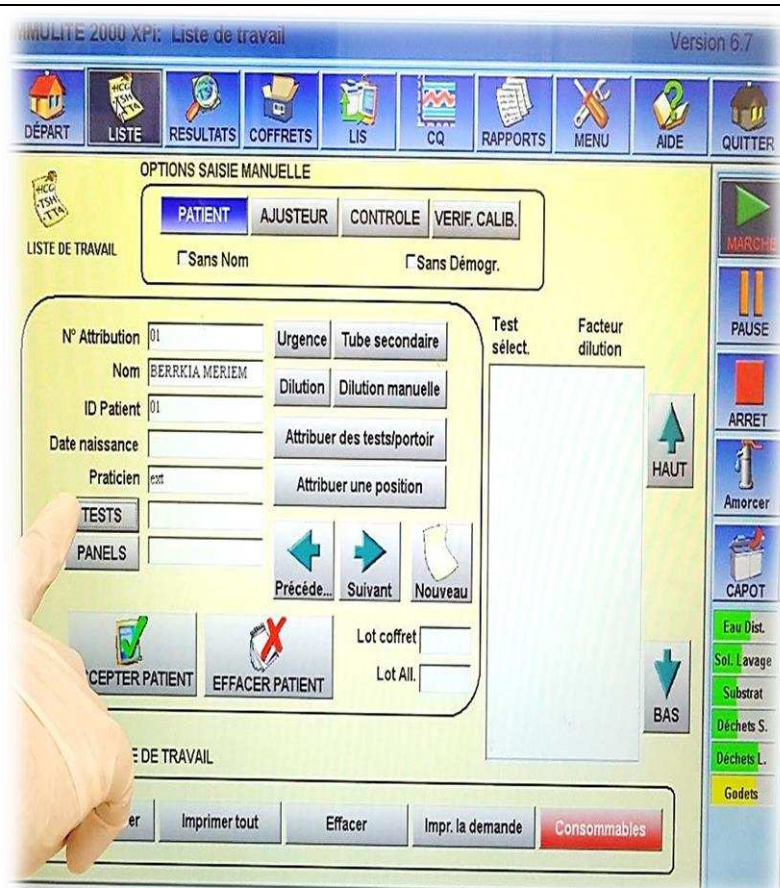 MMULITE 2000 XPi: Liste de travail
Version 6.7
DÉPART
LISTE
RESULTATS
COFFRETS
LIS
CQ
RAPPORTS
MENU
AIDE
QUITTER
OPTIONS SAISIE MANUELLE
LISTE DE TRAVAIL
PATIENT
AJUSTEUR
CONTROLE
VERIF. CALIB.
Sans Nom
Sans Démogr.
MARCHE
PAUSE
ARRET
Amorcer
CAPOT
N° Attribution 01
Nom BERRKIA MERIEM
ID Patient 01
Date naissance
Praticien ext
TESTS
PANELS
Urgence
Tube secondaire
Dilution
Dilution manuelle
Attribuer des tests/portoir
Attribuer une position
Précéde...
Suivant
Nouveau
Test sélect.
Facteur dilution
HAUT
BAS
CEPTER PATIENT
EFFACER PATIENT
Lot coffret
Lot All.
Eau Dist.
Sol. Lavage
Substrat
Déchets S.
Déchets L.
Godets
E DE TRAVAIL
er
Imprimer tout
Effacer
Impr. la demande
Consommables